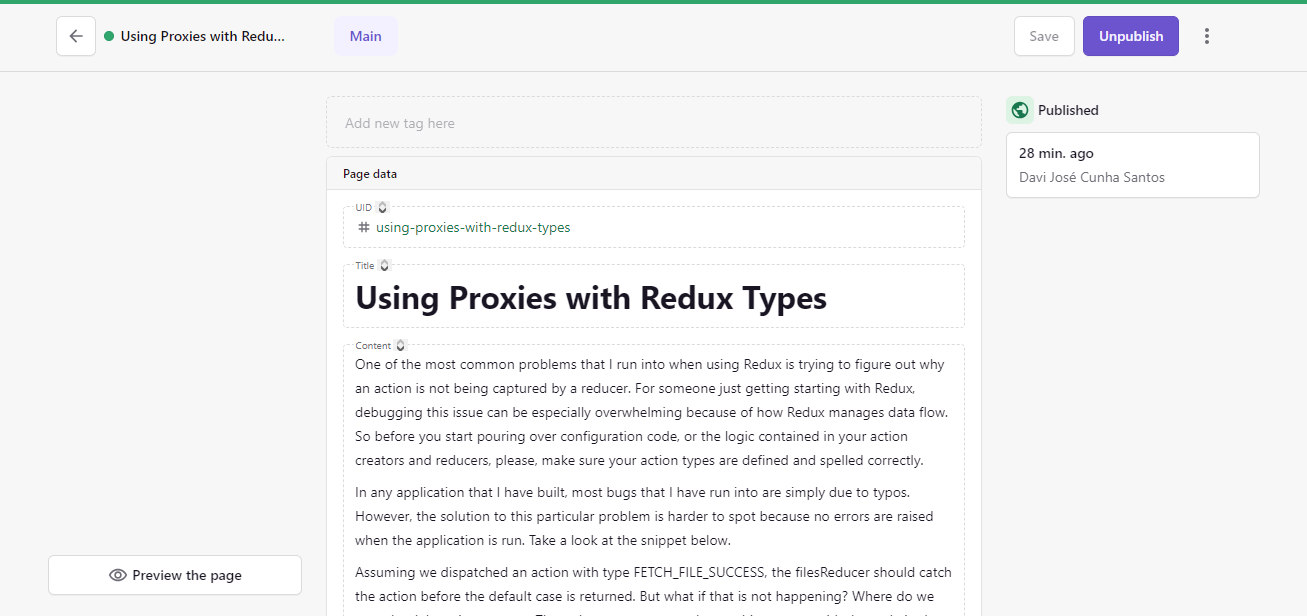 Using Proxies with Redu...
Main
Save
Unpublish
Add new tag here
Published
28 min. ago
Davi José Cunha Santos
Page data
UID
# using-proxies-with-redux-types
Title
Using Proxies with Redux Types
Content
One of the most common problems that I run into when using Redux is trying to figure out why
an action is not being captured by a reducer. For someone just getting starting with Redux,
debugging this issue can be especially overwhelming because of how Redux manages data flow.
So before you start pouring over configuration code, or the logic contained in your action
creators and reducers, please, make sure your action types are defined and spelled correctly.
In any application that I have built, most bugs that I have run into are simply due to typos.
However, the solution to this particular problem is harder to spot because no errors are raised
when the application is run. Take a look at the snippet below.
Assuming we dispatched an action with type FETCH_FILE_SUCCESS, the filesReducer should catch
the action before the default case is returned. But what if that is not happening? Where do we
Preview the page